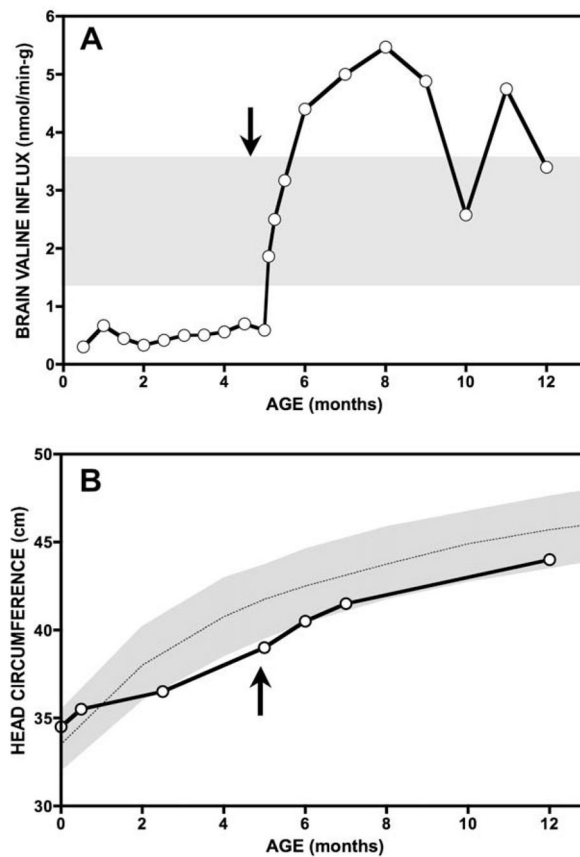 A
BRAIN VALINE INFLUX (nmol/min-g)
6
5
4
3
2
1
0
0 2 4 6 8 10 12
AGE (months)
B
HEAD CIRCUMFERENCE (cm)
50
45
40
35
30
0 2 4 6 8 10 12
AGE (months)